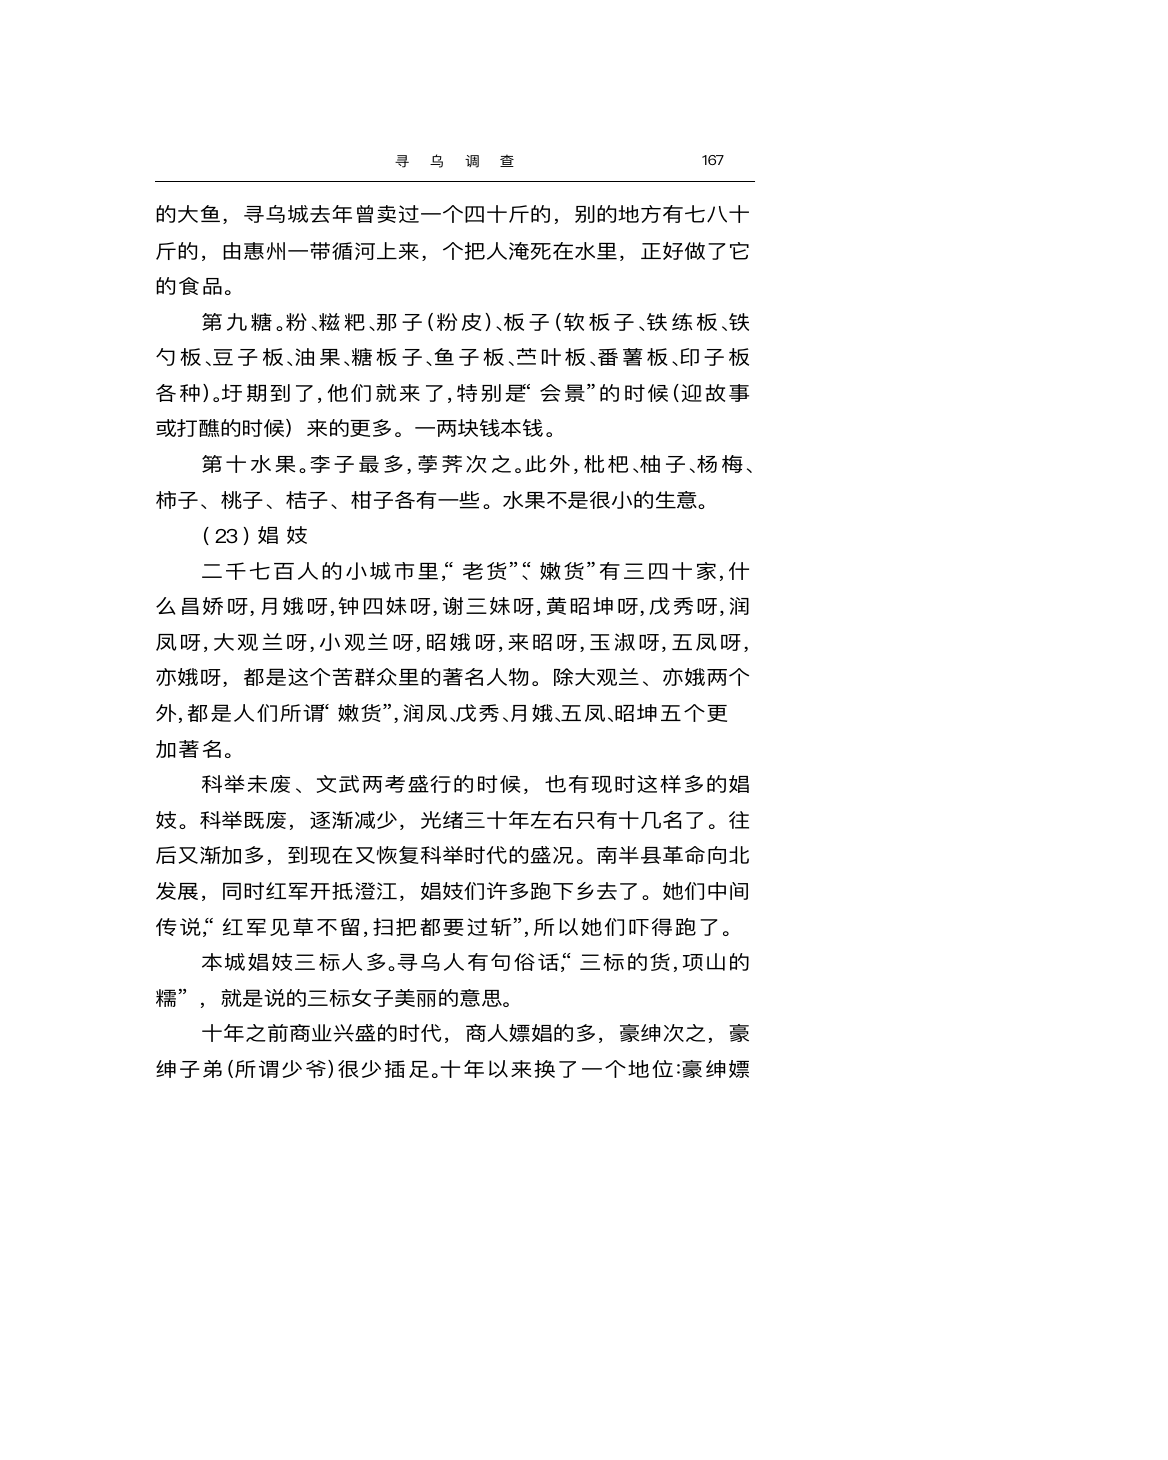 寻乌调查 167
的大鱼，寻乌城去年曾卖过一个四十斤的，别的地方有七八十
斤的，由惠州一带循河上来，个把人淹死在水里，正好做了它
的食品。
第九糖。粉、糍粑、那子(粉皮)、板子(软板子、铁练板、铁
勺板、豆子板、油果、糖板子、鱼子板、苎叶板、番薯板、印子板
各种)。圩期到了,他们就来了,特别是“会景”的时候(迎故事
或打醮的时候）来的更多。一两块钱本钱。
第十水果。李子最多,荸荠次之。此外,枇杷、柚子、杨梅、
柿子、桃子、桔子、柑子各有一些。水果不是很小的生意。
(23)娼妓
二千七百人的小城市里,“老货”、“嫩货”有三四十家,什
么昌娇呀,月娥呀,钟四妹呀,谢三妹呀,黄昭坤呀,戊秀呀,润
凤呀,大观兰呀,小观兰呀,昭娥呀,来昭呀,玉淑呀,五凤呀,
亦娥呀，都是这个苦群众里的著名人物。除大观兰、亦娥两个
外,都是人们所谓“嫩货”,润凤、戊秀、月娥、五凤、昭坤五个更
加著名。
科举未废、文武两考盛行的时候，也有现时这样多的娼
妓。科举既废，逐渐减少，光绪三十年左右只有十几名了。往
后又渐加多，到现在又恢复科举时代的盛况。南半县革命向北
发展，同时红军开抵澄江，娼妓们许多跑下乡去了。她们中间
传说,“红军见草不留,扫把都要过斩”,所以她们吓得跑了。
本城娼妓三标人多。寻乌人有句俗话,“三标的货,项山的
糯”，就是说的三标女子美丽的意思。
十年之前商业兴盛的时代，商人嫖娼的多，豪绅次之，豪
绅子弟(所谓少爷)很少插足。十年以来换了一个地位:豪绅嫖